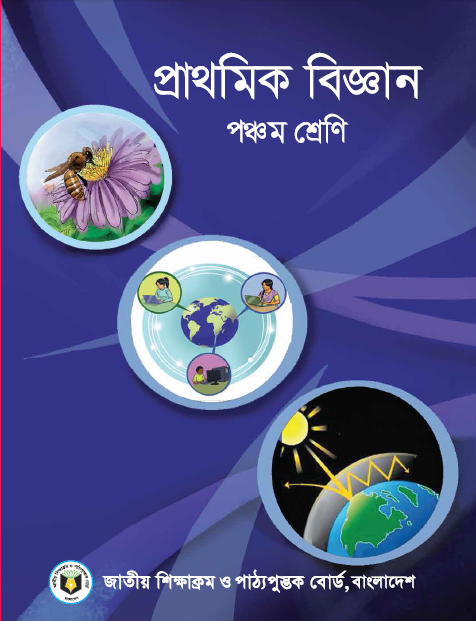 প্রাথমিক বিজ্ঞান
পঞ্চম শ্রেণি
জাতীয় শিক্ষাক্রম ও পাঠ্যপুস্তক বোর্ড, বাংলাদেশ